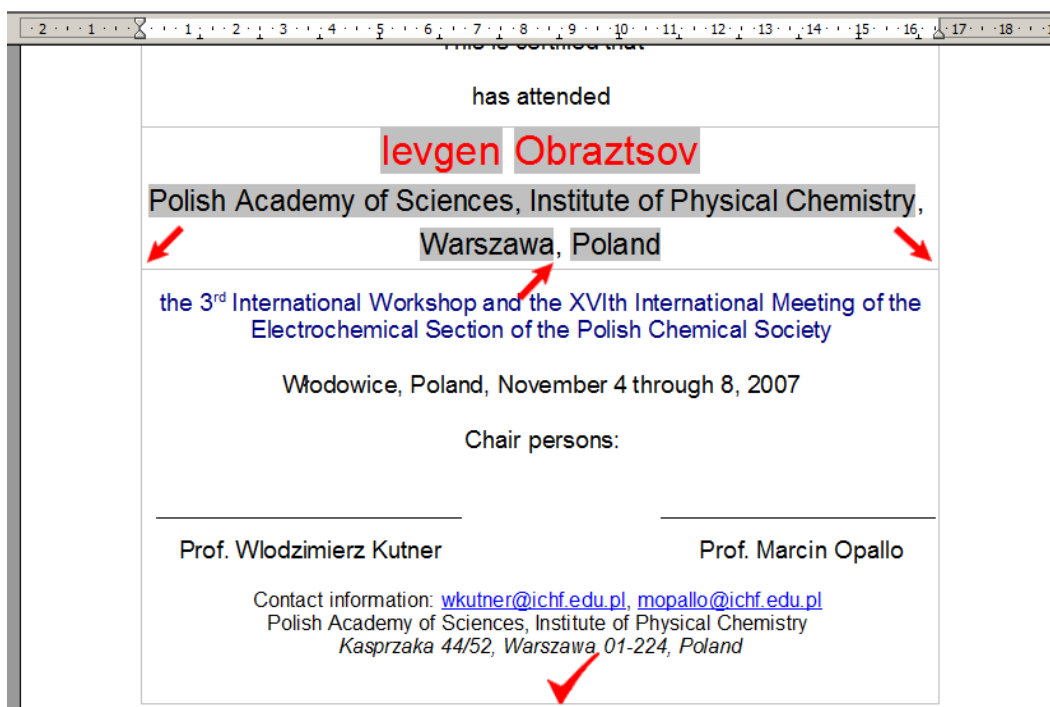 2 1 1 2 3 4 5 6 7 8 9 10 11 12 13 14 15 16 17 18
This is certified that
has attended
Ievgen Obraztsov
Polish Academy of Sciences, Institute of Physical Chemistry,
Warszawa, Poland
the 3rd International Workshop and the XVIth International Meeting of the
Electrochemical Section of the Polish Chemical Society
Włodowice, Poland, November 4 through 8, 2007
Chair persons:
Prof. Wlodzimierz Kutner Prof. Marcin Opallo
Contact information: wkutner@ichf.edu.pl, mopallo@ichf.edu.pl
Polish Academy of Sciences, Institute of Physical Chemistry
Kasprzaka 44/52, Warszawa 01-224, Poland